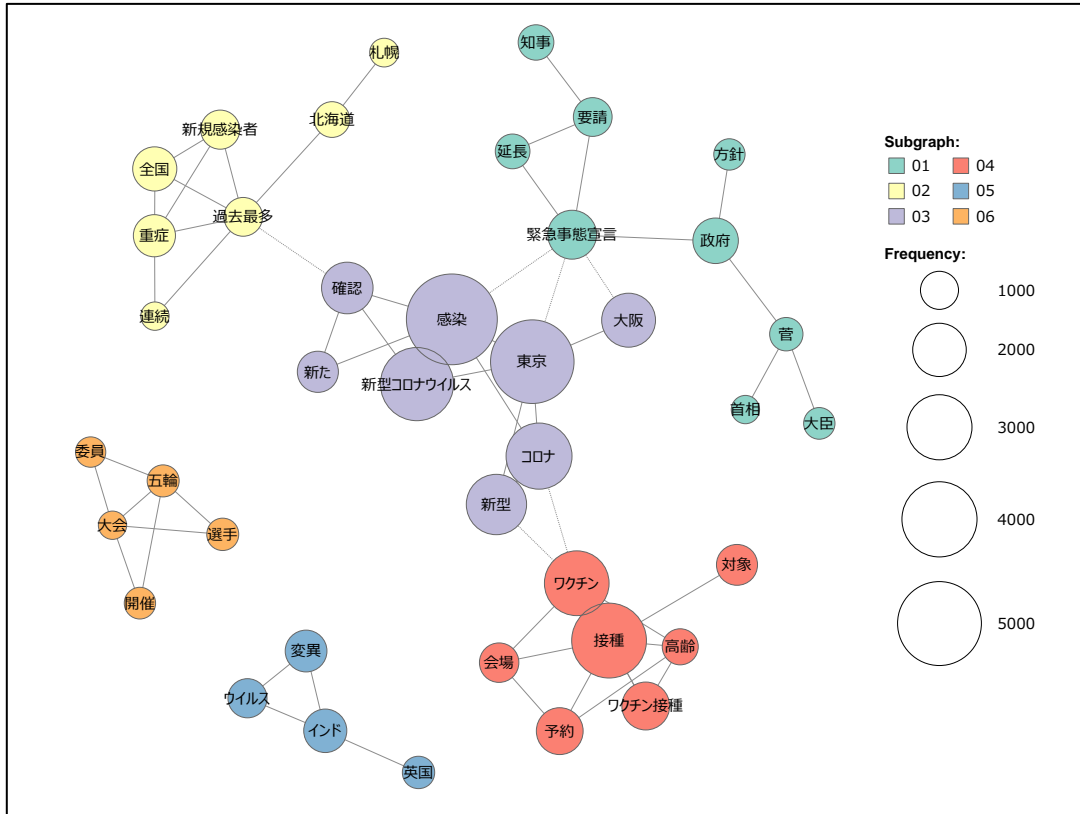 札幌
知事
北海道
要請
新規感染者
延長
方針
全国
過去最多
重症
緊急事態宣言
政府
連続
確認
感染
大阪
菅
東京
新た
新型コロナウイルス
首相
大臣
コロナ
新型
委員
五輪
大会
選手
開催
ワクチン
対象
接種
高齢
会場
ワクチン接種
予約
変異
ウイルス
インド
英国
Subgraph:
01 04
02 05
03 06
Frequency:
1000
2000
3000
4000
5000